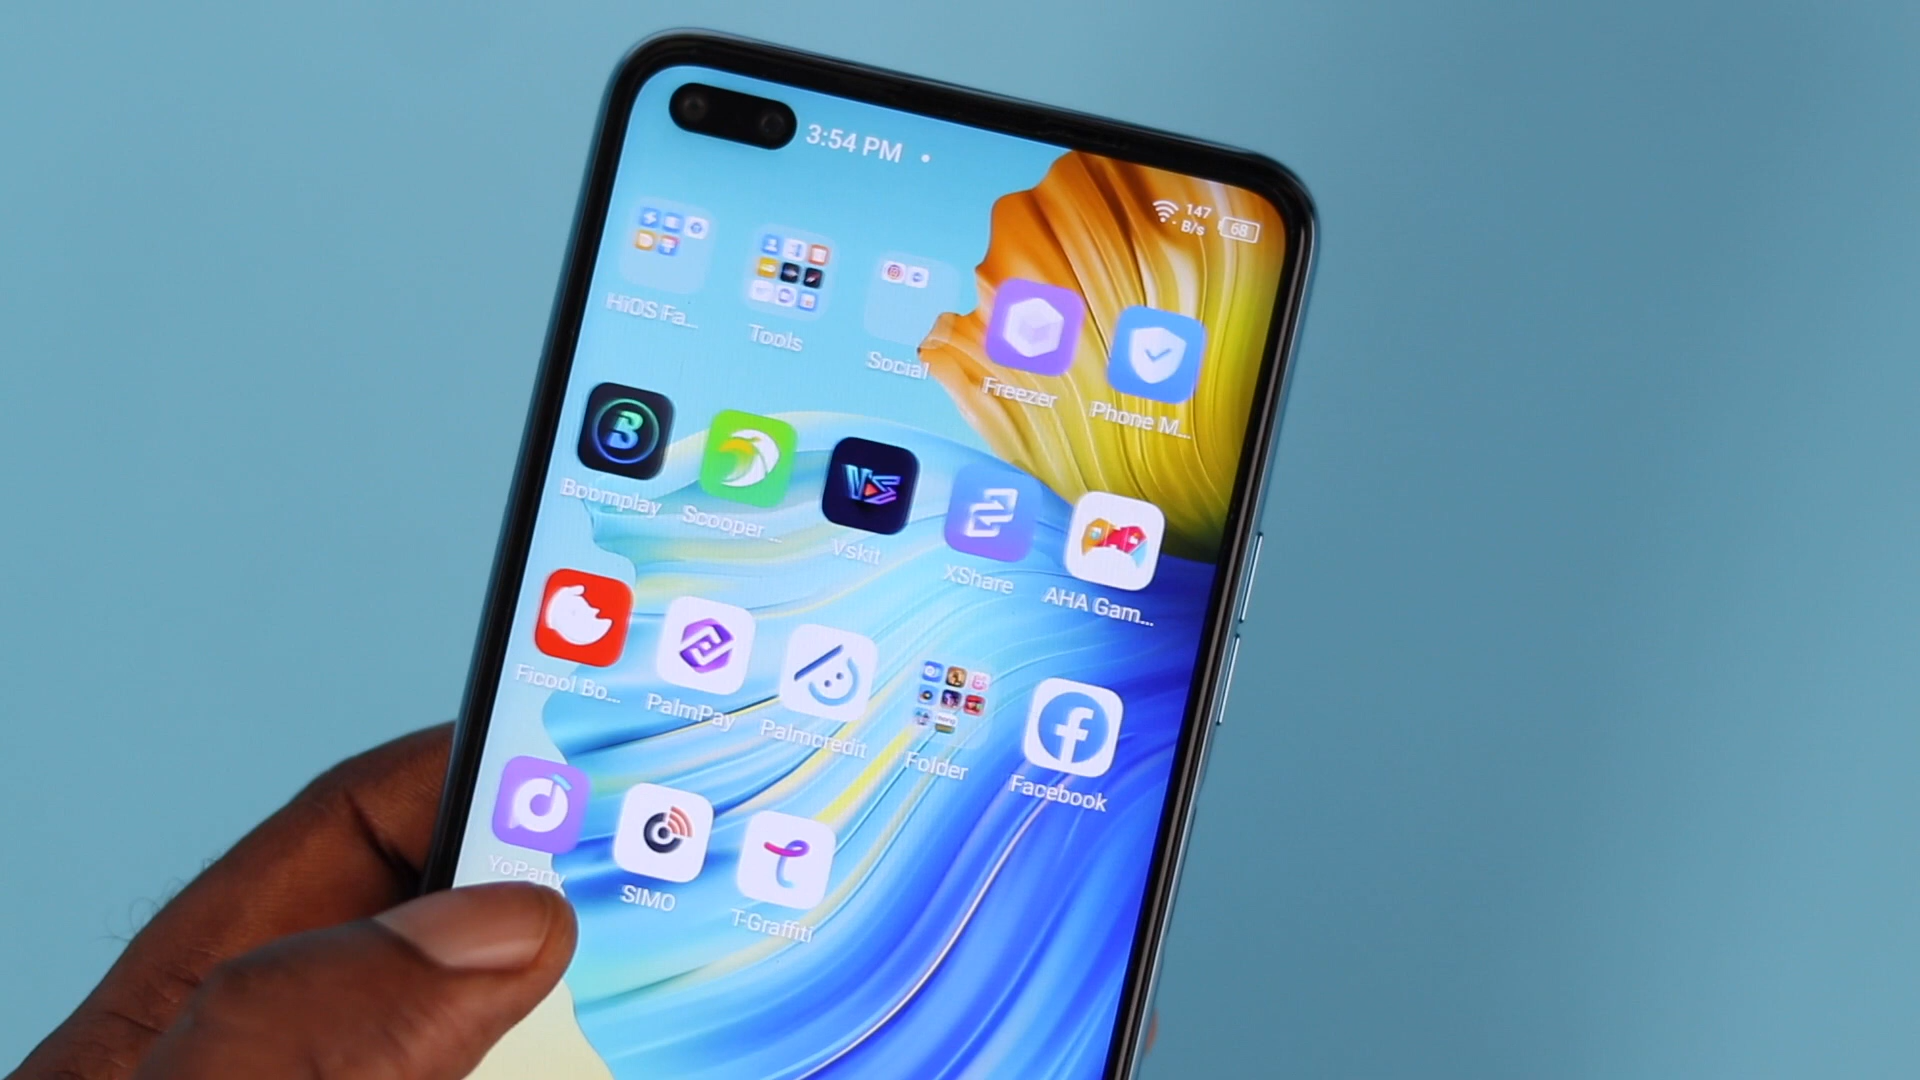 3:54 PM
147
B/s
68
HiOS Fa...
Tools
Social
Freezer
Phone M...
Boomplay
Scooper ...
Vskit
XShare
AHA Gam...
Ficool Bo...
PalmPay
Palmcredit
Folder
Facebook
YoParty
SIMO
T-Graffiti